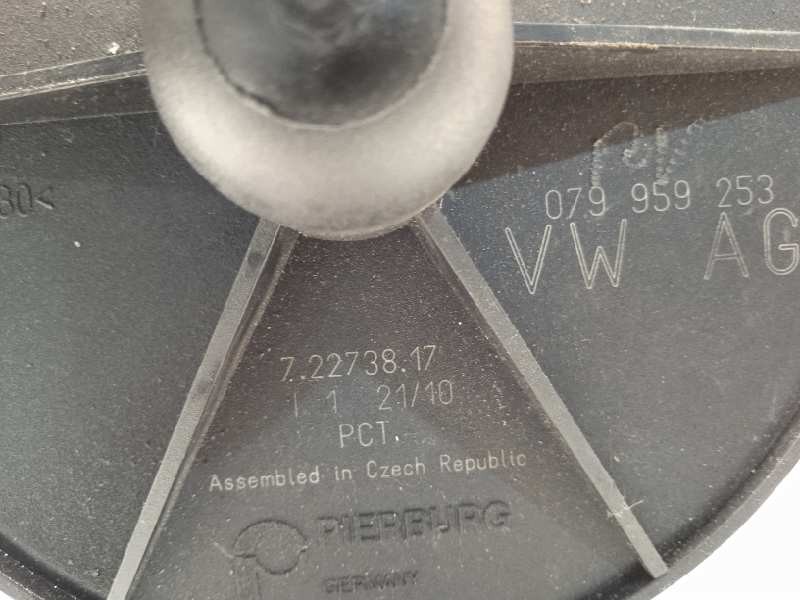 30<
079 959 253
VW AG
7.22738.17
1 21/10
PCT.
Assembled in Czech Republic
PIERBURG
GERMANY